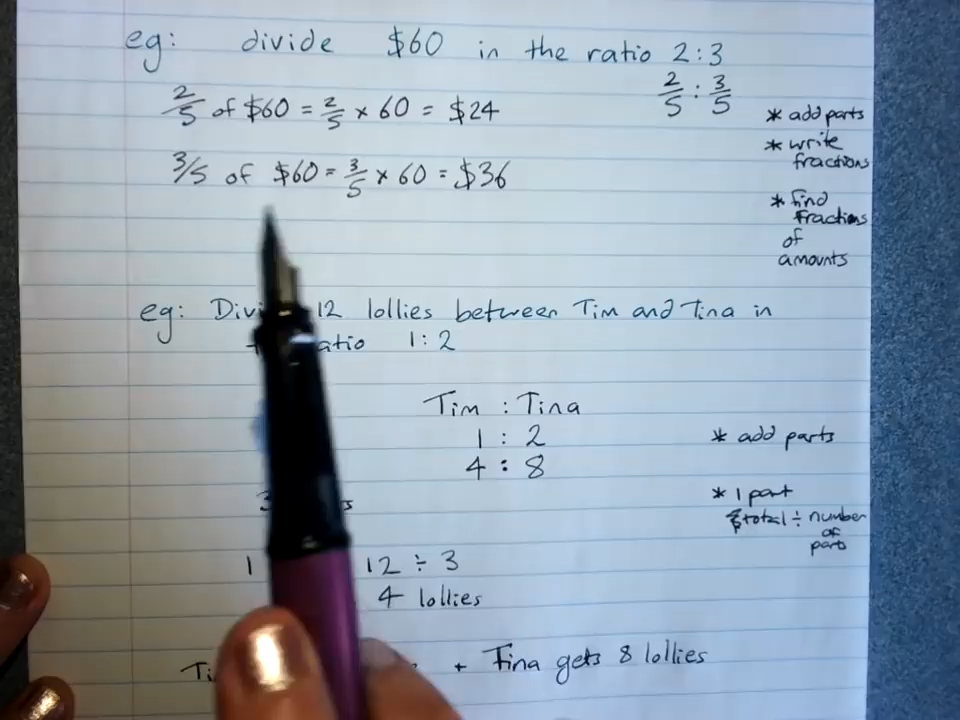 eg: divide $60 in the ratio 2:3
2/5 : 3/5
2/5 of $60 = 2/5 × 60 = $24
3/5 of $60 = 3/5 × 60 = $36
* add parts
* write
fractions
* find
fractions
of
amounts
eg: 12 lollies between Tim and Tina in
1:2
Tim : Tina
1 : 2
4 : 8
* add parts
* 1 part
$total ÷ number
of
parts
1 12 ÷ 3
4 lollies
+ Tina gets 8 lollies